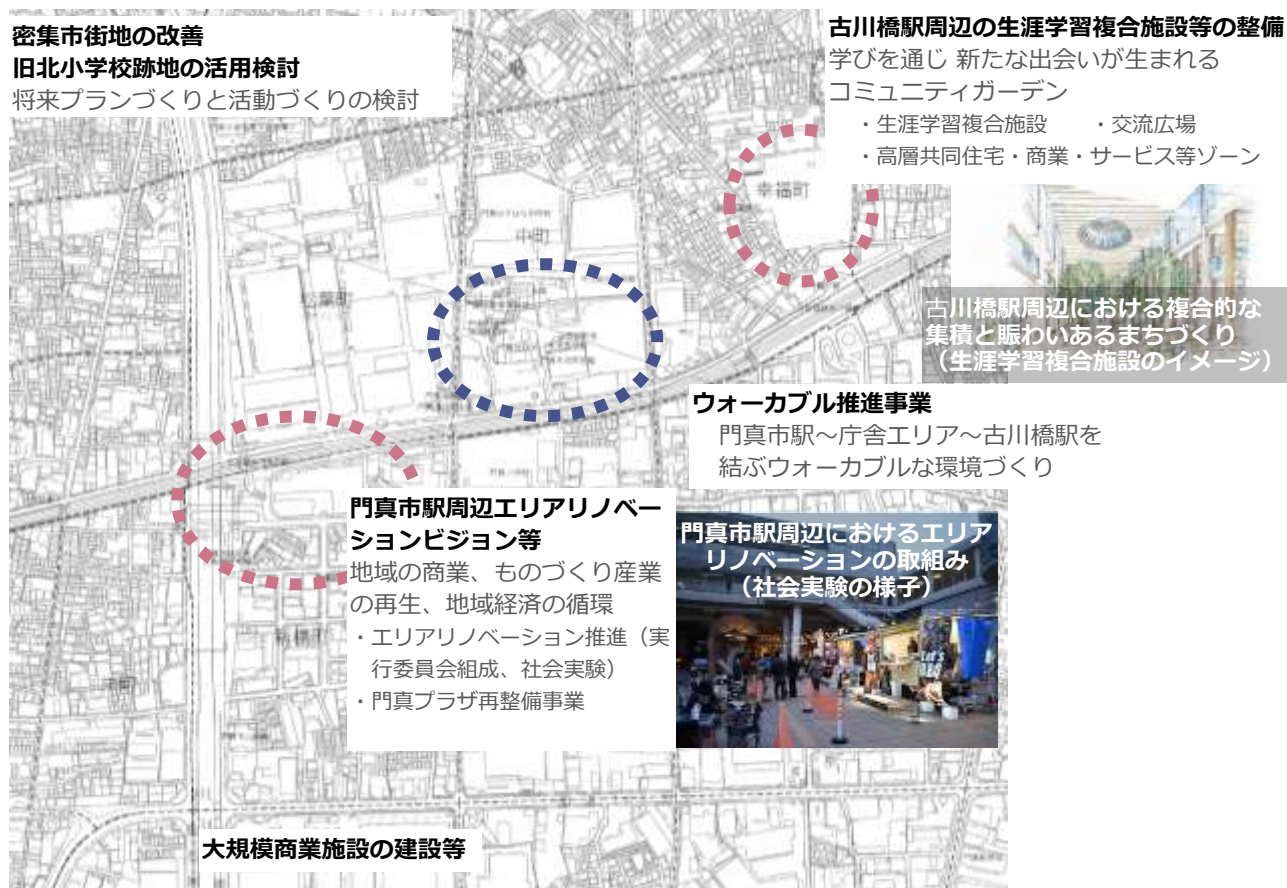 密集市街地の改善
旧北小学校跡地の活用検討
将来プランづくりと活動づくりの検討
古川橋駅周辺の生涯学習複合施設等の整備
学びを通じ 新たな出会いが生まれる
コミュニティガーデン
・生涯学習複合施設　・交流広場
・高層共同住宅・商業・サービス等ゾーン
幸福町
中町
松葉町
古川橋駅周辺における複合的な
集積と賑わいあるまちづくり
（生涯学習複合施設のイメージ）
ウォーカブル推進事業
門真市駅～庁舎エリア～古川橋駅を
結ぶウォーカブルな環境づくり
門真市駅周辺エリアリノベー
ションビジョン等
地域の商業、ものづくり産業
の再生、地域経済の循環
・エリアリノベーション推進（実
行委員会組成、社会実験）
・門真プラザ再整備事業
門真市駅周辺におけるエリア
リノベーションの取組み
（社会実験の様子）
新橋町
大規模商業施設の建設等